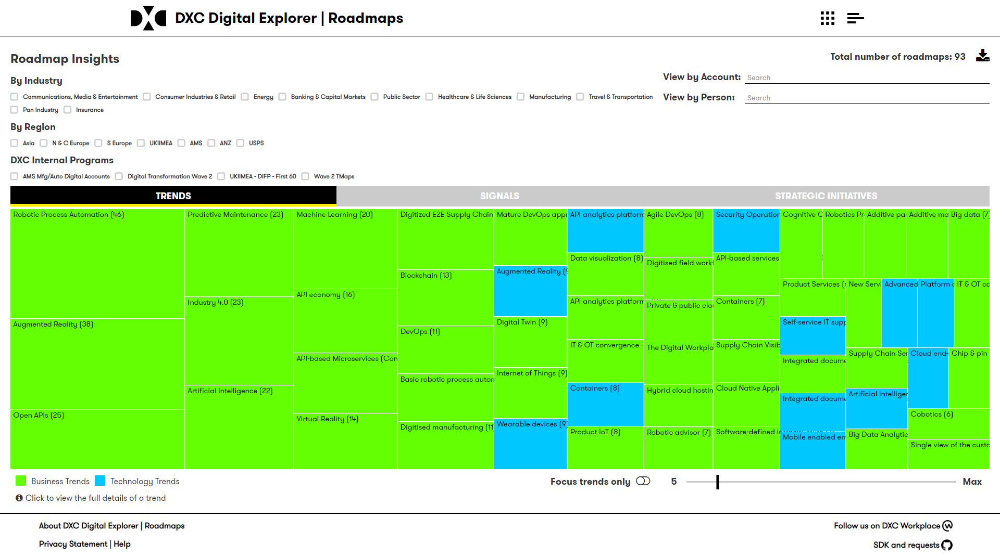 DXC Digital Explorer | Roadmaps
Roadmap Insights
Total number of roadmaps: 93
By Industry
View by Account: Search
Communications, Media & Entertainment Consumer Industries & Retail Energy Banking & Capital Markets Public Sector Healthcare & Life Sciences Manufacturing Travel & Transportation
View by Person: Search
Pan Industry Insurance
By Region
Asia N & C Europe S Europe UKIIMEA AMS ANZ USPS
DXC Internal Programs
AMS Mfg/Auto Digital Accounts Digital Transformation Wave 2 UKIIMEA - DIFP - First 60 Wave 2 TMaps
TRENDS SIGNALS STRATEGIC INITIATIVES
Robotic Process Automation (46)
Augmented Reality (38)
Open APIs (25)
Predictive Maintenance (23)
Industry 4.0 (23)
Artificial Intelligence (22)
Machine Learning (20)
API economy (16)
API-based Microservices (Con
Virtual Reality (14)
Digitized E2E Supply Chain
Blockchain (13)
DevOps (11)
Basic robotic process autom
Digitised manufacturing (11
Mature DevOps appr
Augmented Reality (9
Digital Twin (9)
Internet of Things (9)
Wearable devices (9)
API analytics platform
Data visualization (8)
API analytics platform
IT & OT convergence -
Containers (8)
Product IoT (8)
Agile DevOps (8)
Digitised field workf
Private & public clou
The Digital Workpla
Hybrid cloud hostin
Robotic advisor (7)
Security Operation
API-based services
Containers (7)
Supply Chain Visib
Cloud Native Appli
Software-defined i
Cognitive C
Robotics Pr
Additive par
Additive ma
Big data (7)
Product Services (6
Self-service IT supp
Integrated docume
Integrated docume
Mobile enabled em
New Servi
Advanced
Platform c
IT & OT co
Supply Chain Ser
Artificial intelligen
Big Data Analytic
Cloud end-
Chip & pin
Cobotics (6)
Single view of the custo
Business Trends Technology Trends
Focus trends only 5 Max
Click to view the full details of a trend
About DXC Digital Explorer | Roadmaps
Follow us on DXC Workplace
Privacy Statement | Help
SDK and requests